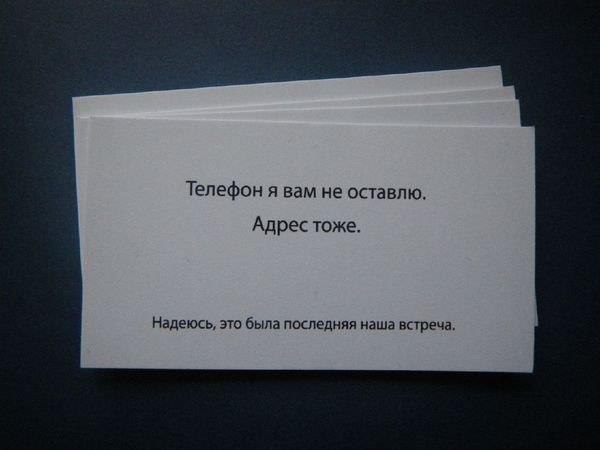 Телефон я вам не оставлю.
Адрес тоже.
Надеюсь, это была последняя наша встреча.